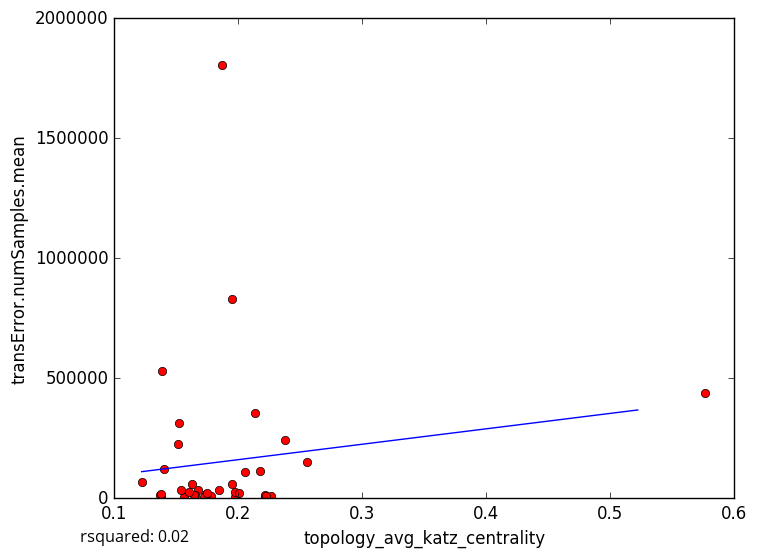 2000000
1500000
1000000
500000
0
transError.numSamples.mean
0.1 0.2 0.3 0.4 0.5 0.6
topology_avg_katz_centrality
rsquared: 0.02